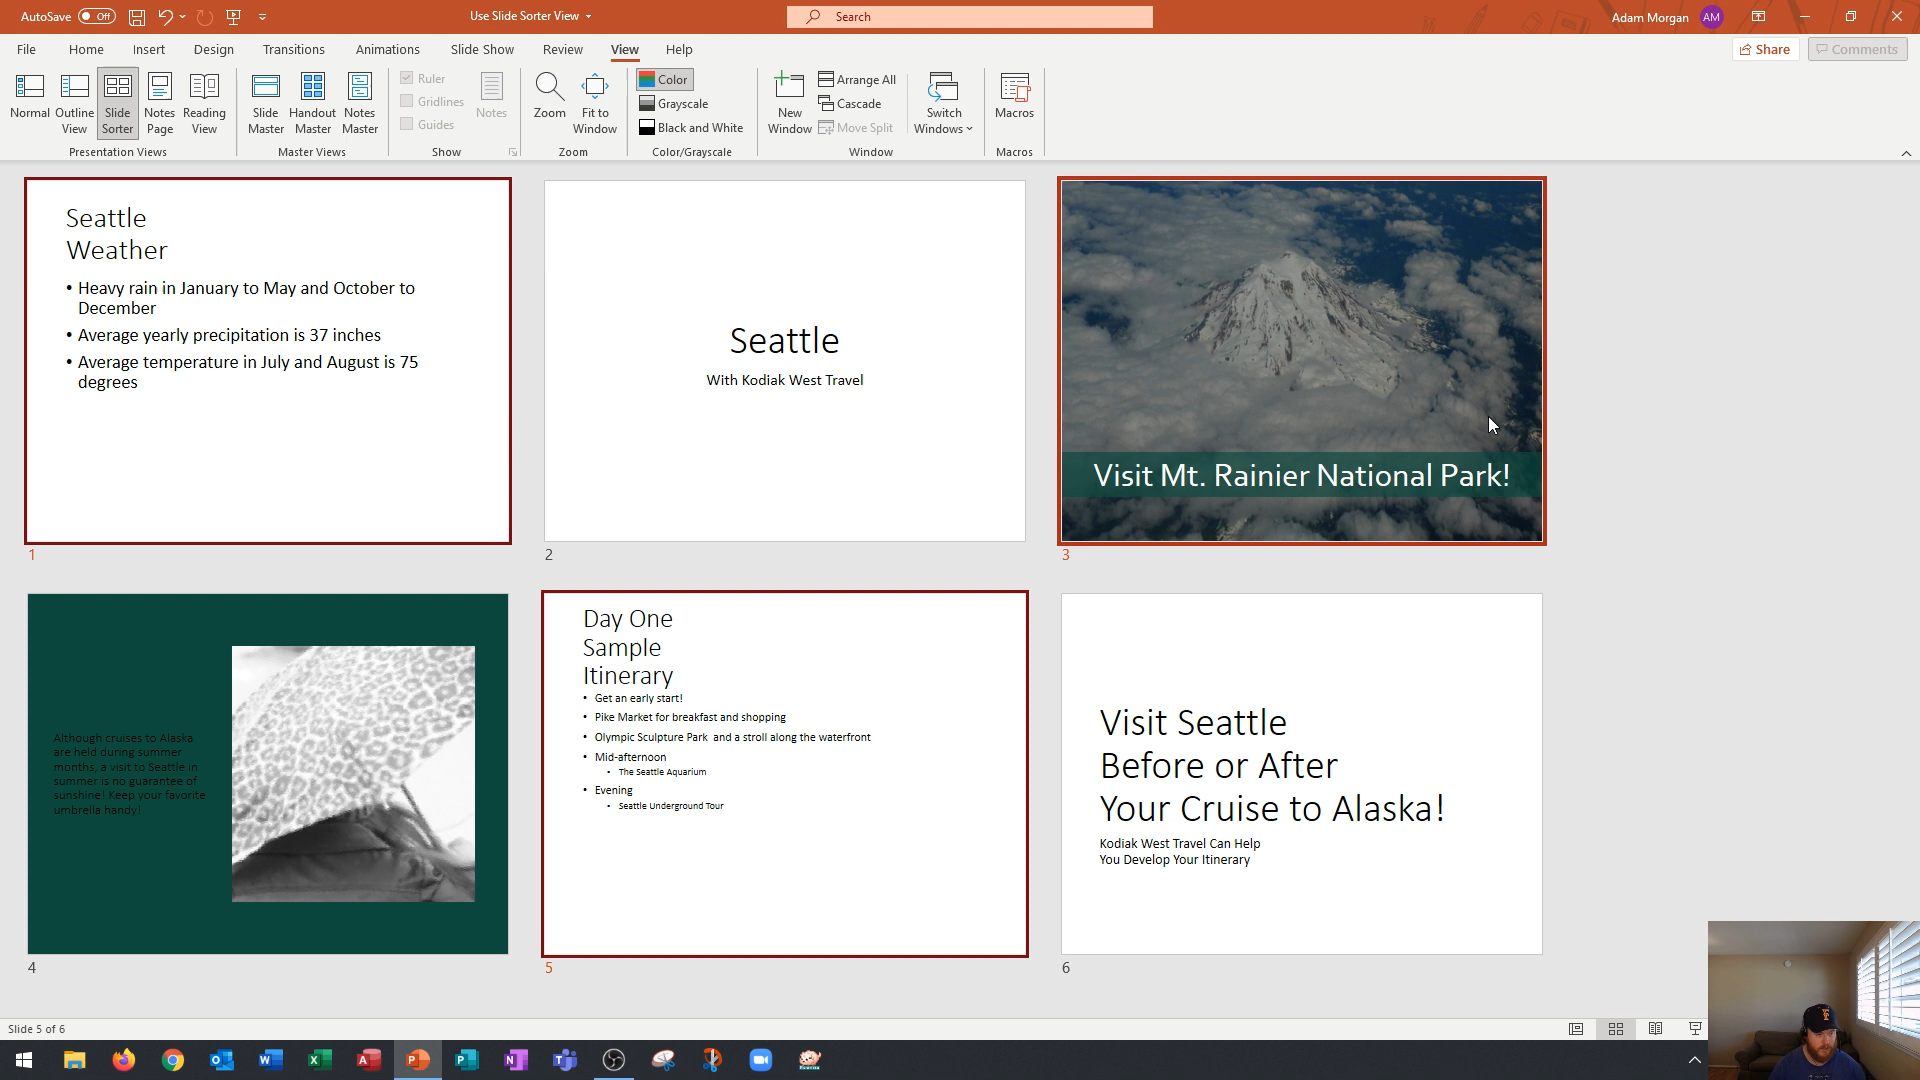 AutoSave Off
Use Slide Sorter View
Search
Adam Morgan AM
File Home Insert Design Transitions Animations Slide Show Review View Help
Share Comments
Normal
Outline View
Slide Sorter
Notes Page
Reading View
Presentation Views
Slide Master
Handout Master
Notes Master
Master Views
Ruler
Gridlines
Guides
Notes
Show
Zoom
Fit to Window
Zoom
Color
Grayscale
Black and White
Color/Grayscale
New Window
Arrange All
Cascade
Move Split
Switch Windows
Window
Macros
Macros
Seattle
Weather
• Heavy rain in January to May and October to
December
• Average yearly precipitation is 37 inches
• Average temperature in July and August is 75
degrees
1
Seattle
With Kodiak West Travel
2
Visit Mt. Rainier National Park!
3
Although cruises to Alaska
are held during summer
months, a visit to Seattle in
summer is no guarantee of
sunshine! Keep your favorite
umbrella handy!
4
Day One
Sample
Itinerary
• Get an early start!
• Pike Market for breakfast and shopping
• Olympic Sculpture Park and a stroll along the waterfront
• Mid-afternoon
• The Seattle Aquarium
• Evening
• Seattle Underground Tour
5
Visit Seattle
Before or After
Your Cruise to Alaska!
Kodiak West Travel Can Help
You Develop Your Itinerary
6
Slide 5 of 6